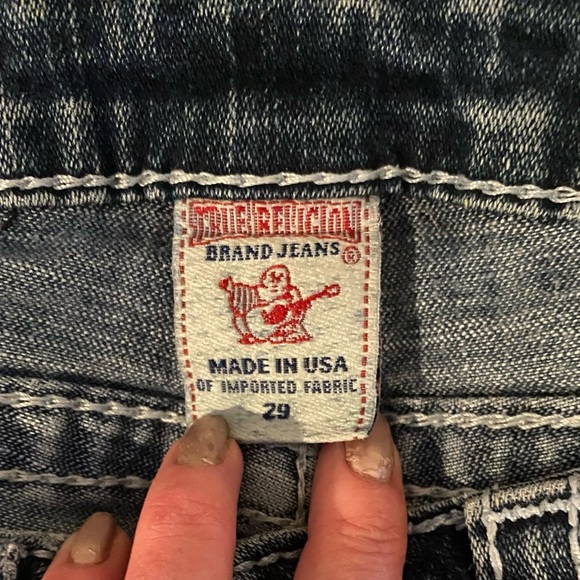 TRUE RELIGION
BRAND JEANS ®
MADE IN USA
OF IMPORTED FABRIC
29